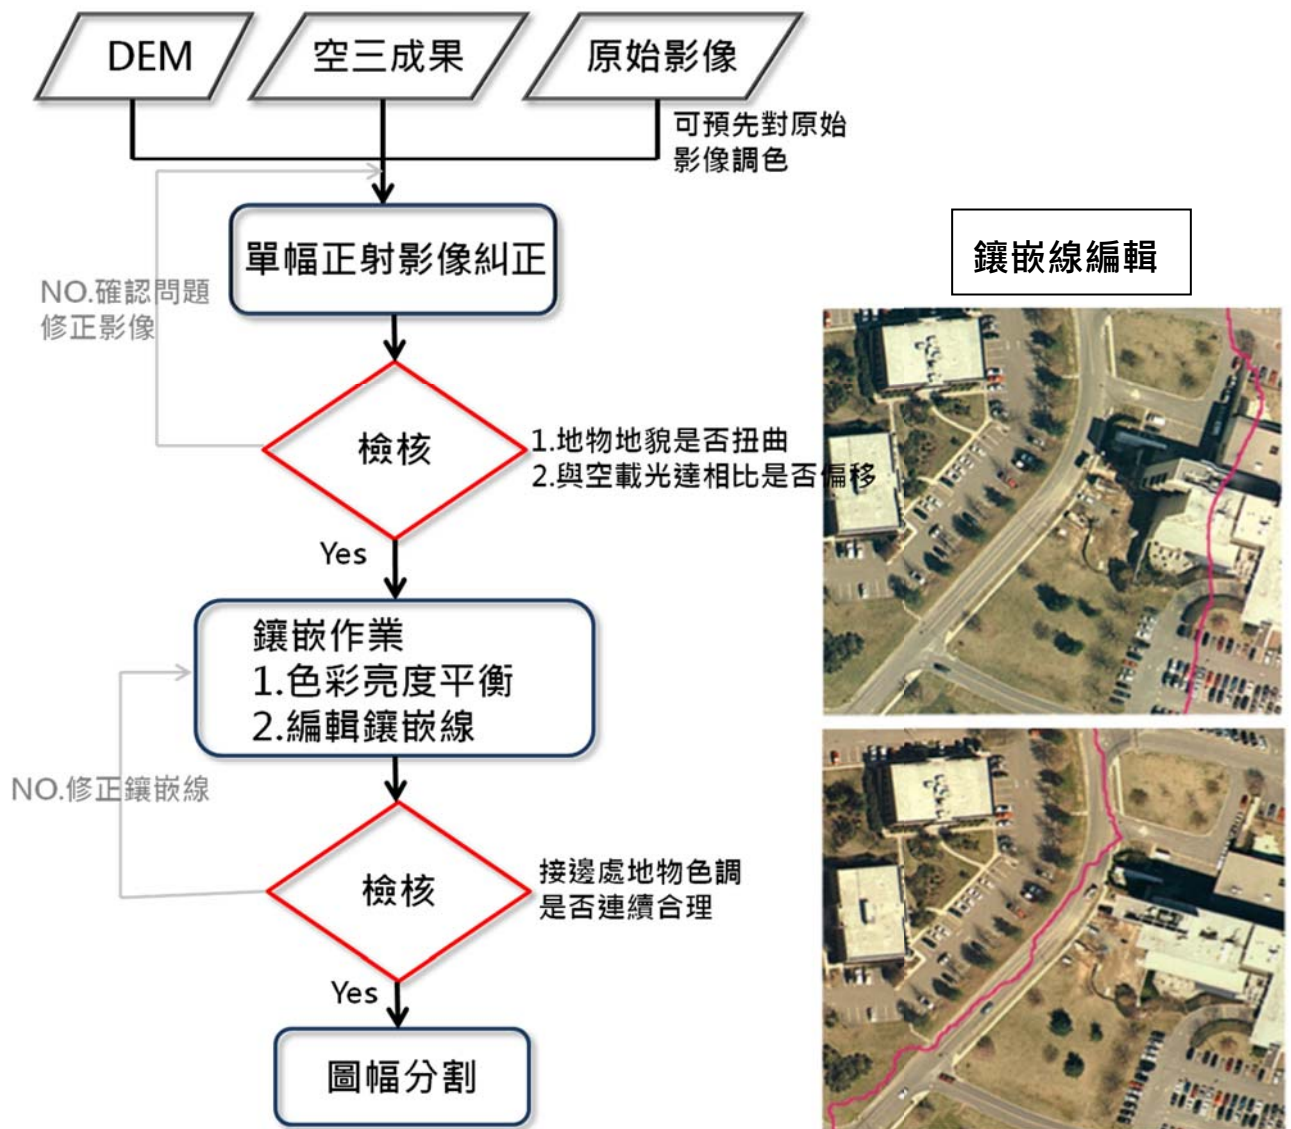 DEM
空三成果
原始影像
可預先對原始
影像調色
單幅正射影像糾正
NO.確認問題
修正影像
檢核
1.地物地貌是否扭曲
2.與空載光達相比是否偏移
Yes
鑲嵌作業
1.色彩亮度平衡
2.編輯鑲嵌線
NO.修正鑲嵌線
檢核
接邊處地物色調
是否連續合理
Yes
圖幅分割
鑲嵌線編輯